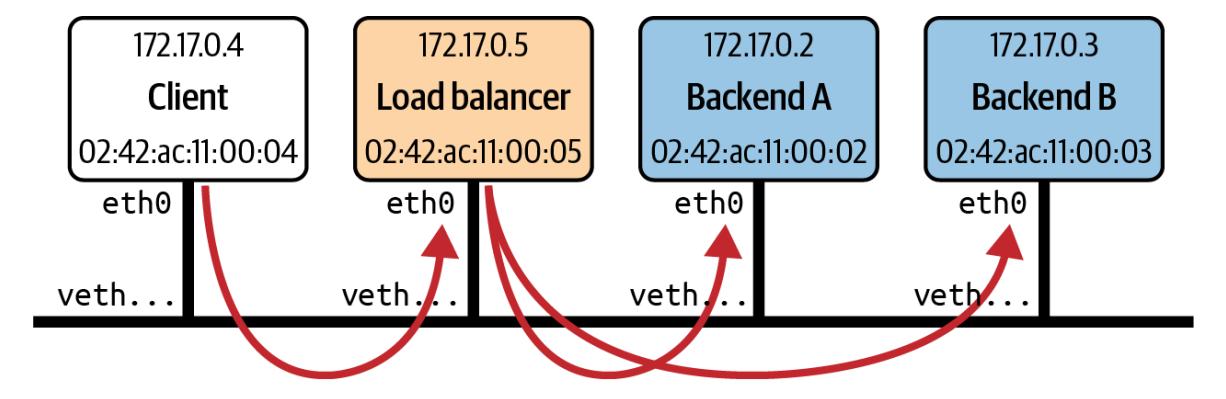 172.17.0.4
Client
02:42:ac:11:00:04
eth0
veth...
172.17.0.5
Load balancer
02:42:ac:11:00:05
eth0
veth...
172.17.0.2
Backend A
02:42:ac:11:00:02
eth0
veth...
172.17.0.3
Backend B
02:42:ac:11:00:03
eth0
veth...